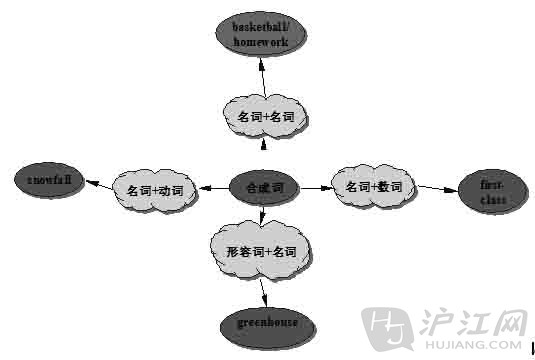 basketball/
homework
名词+名词
snowfall
名词+动词
合成词
名词+数词
first-
class
形容词+名词
greenhouse
HJ 沪江网
HUJIANG.COM